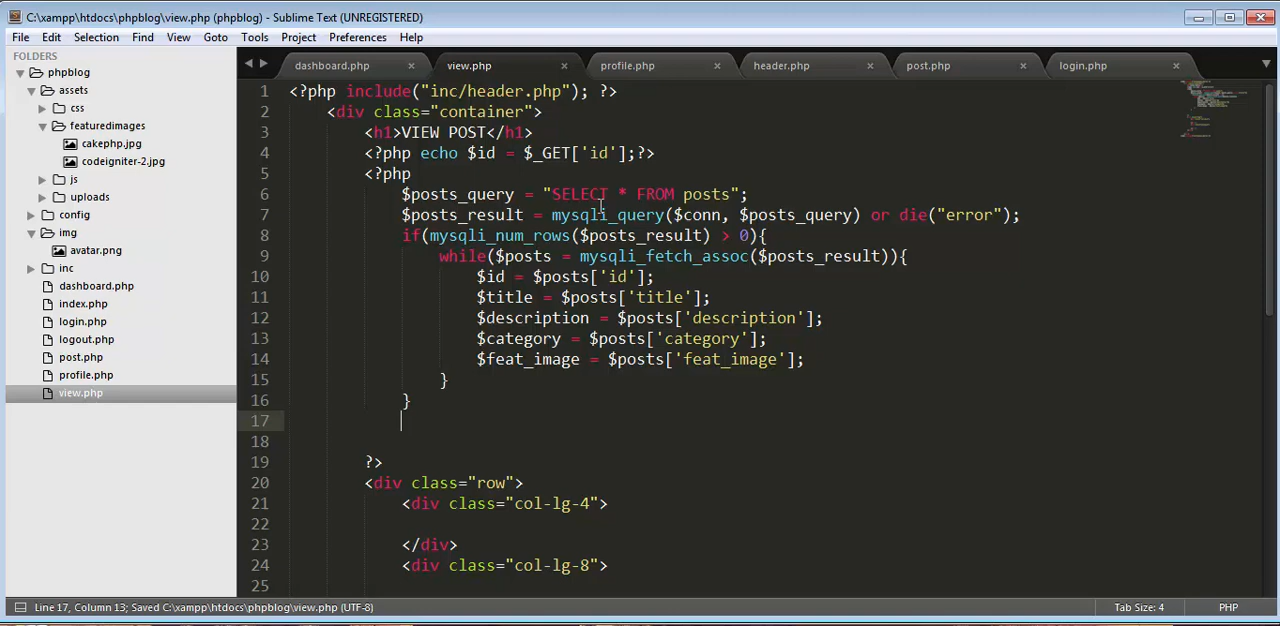 C:\xampp\htdocs\phpblog\view.php (phpblog) - Sublime Text (UNREGISTERED)
File Edit Selection Find View Goto Tools Project Preferences Help
FOLDERS
phpblog
assets
css
featuredimages
cakephp.jpg
codeigniter-2.jpg
js
uploads
config
img
avatar.png
inc
dashboard.php
index.php
login.php
logout.php
post.php
profile.php
view.php
dashboard.php × view.php × profile.php × header.php × post.php × login.php ×
1 <?php include("inc/header.php"); ?>
2 <div class="container">
3 <h1>VIEW POST</h1>
4 <?php echo $id = $_GET['id'];?>
5 <?php
6 $posts_query = "SELECT * FROM posts";
7 $posts_result = mysqli_query($conn, $posts_query) or die("error");
8 if(mysqli_num_rows($posts_result) > 0){
9 while($posts = mysqli_fetch_assoc($posts_result)){
10 $id = $posts['id'];
11 $title = $posts['title'];
12 $description = $posts['description'];
13 $category = $posts['category'];
14 $feat_image = $posts['feat_image'];
15 }
16 }
17
18
19 ?>
20 <div class="row">
21 <div class="col-lg-4">
22
23 </div>
24 <div class="col-lg-8">
25
Line 17, Column 13; Saved C:\xampp\htdocs\phpblog\view.php (UTF-8) Tab Size: 4 PHP